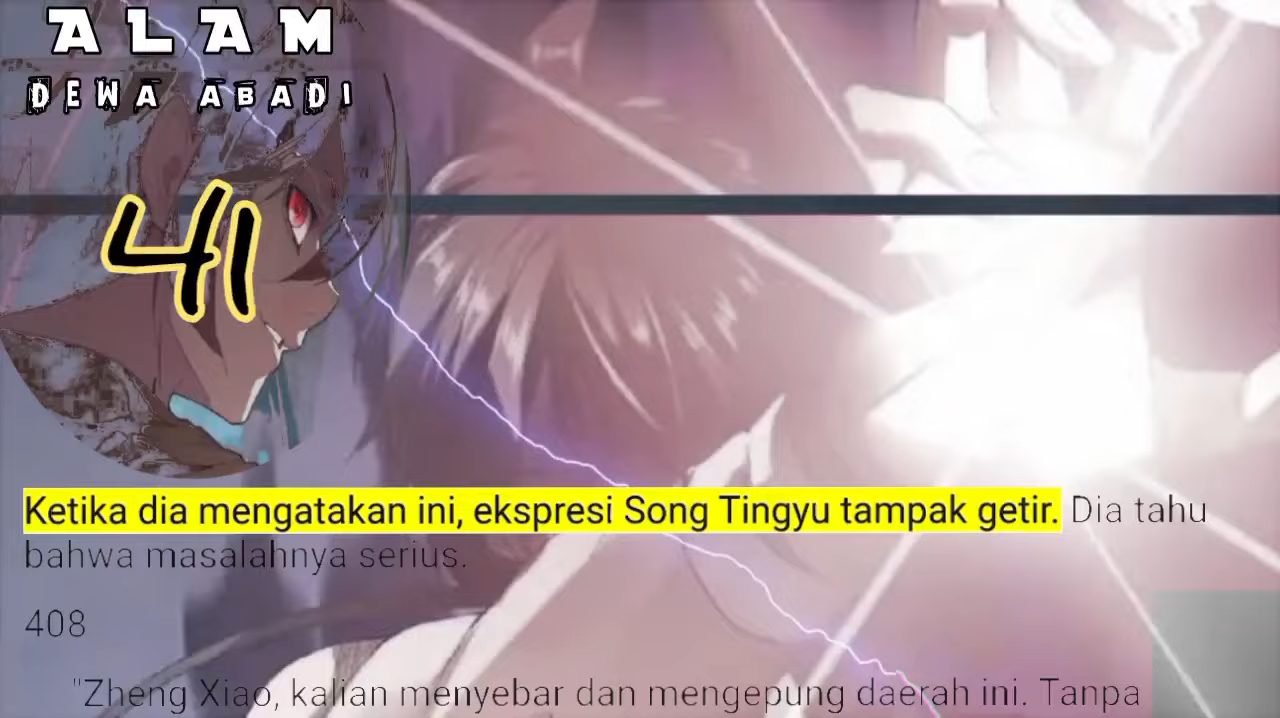 ALAM
DEWA ABADI
41
Ketika dia mengatakan ini, ekspresi Song Tingyu tampak getir. Dia tahu
bahwa masalahnya serius.
408
"Zheng Xiao, kalian menyebar dan mengepung daerah ini. Tanpa